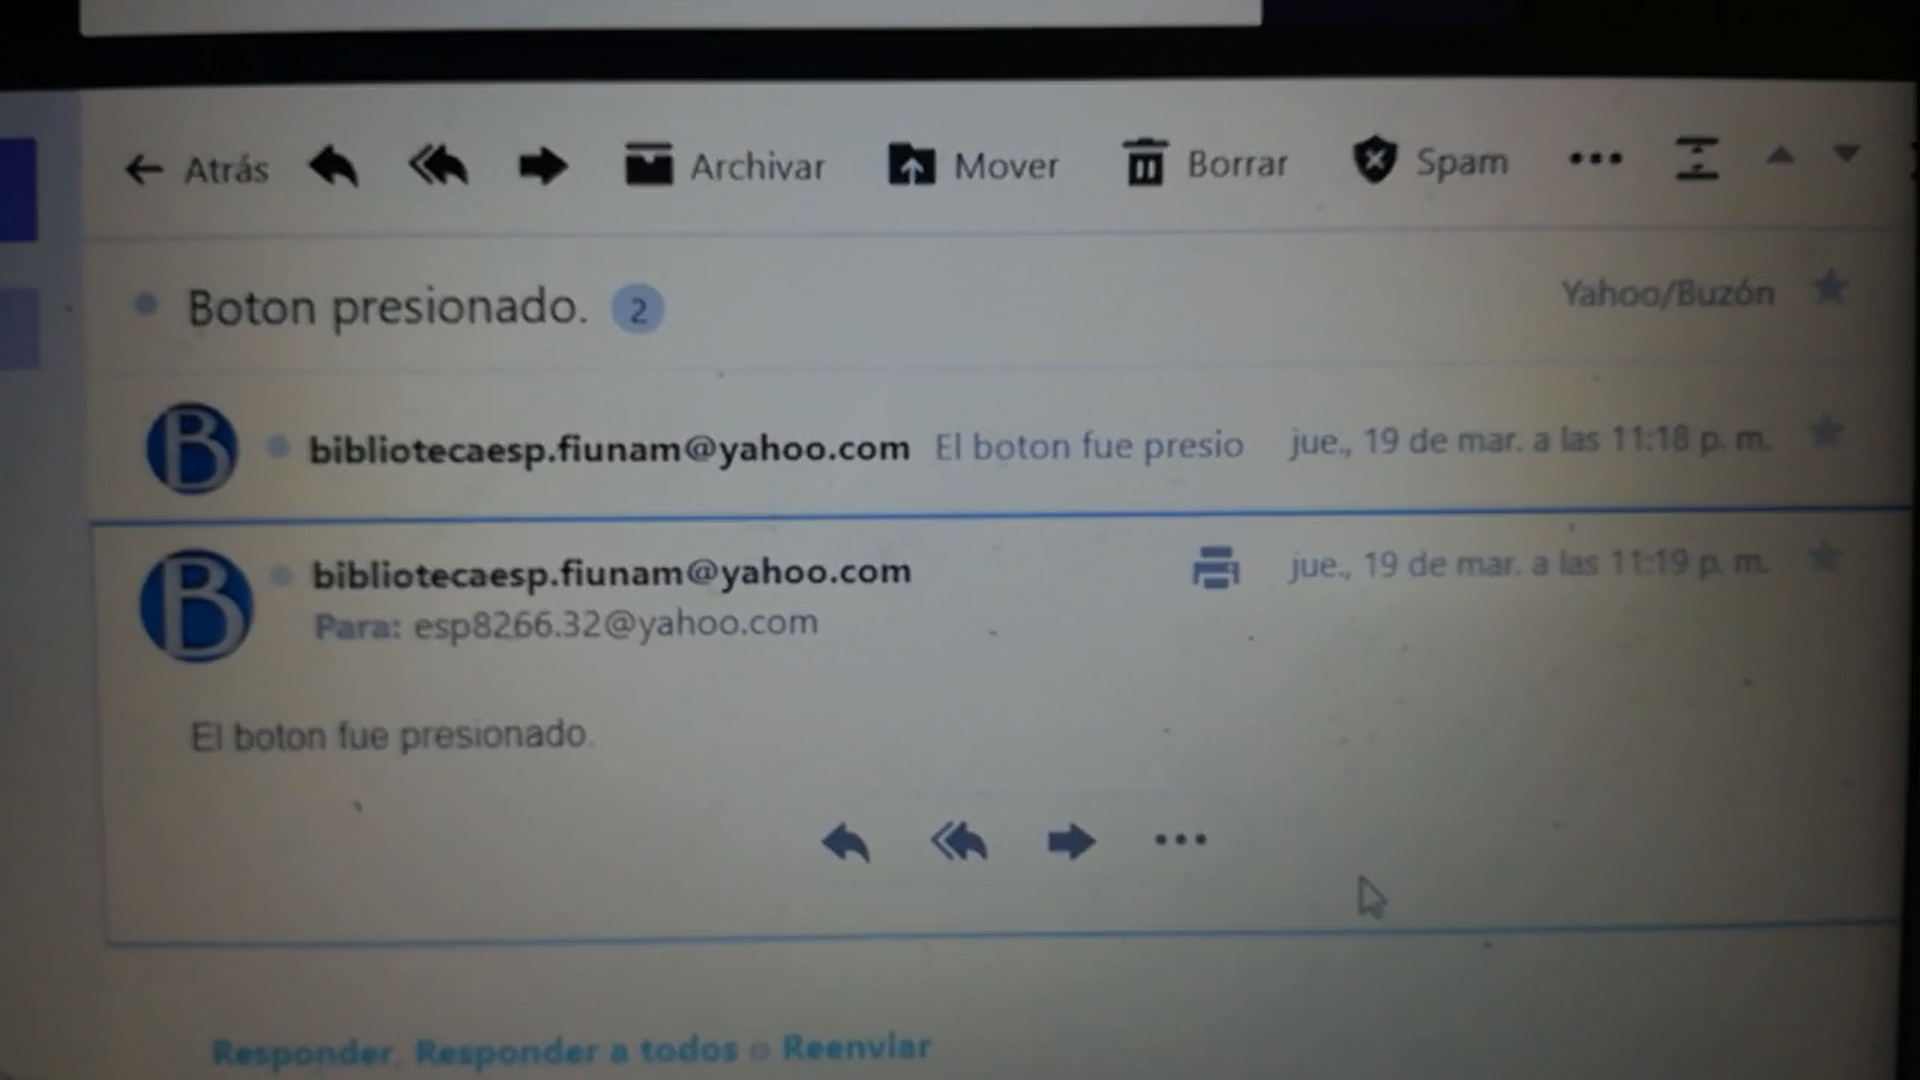 Atrás Archivar Mover Borrar Spam
Boton presionado. 2 Yahoo/Buzón
B bibliotecaesp.fiunam@yahoo.com El boton fue presio jue., 19 de mar. a las 11:18 p. m.
B bibliotecaesp.fiunam@yahoo.com jue., 19 de mar. a las 11:19 p. m.
Para: esp8266.32@yahoo.com
El boton fue presionado.
Responder, Responder a todos o Reenviar